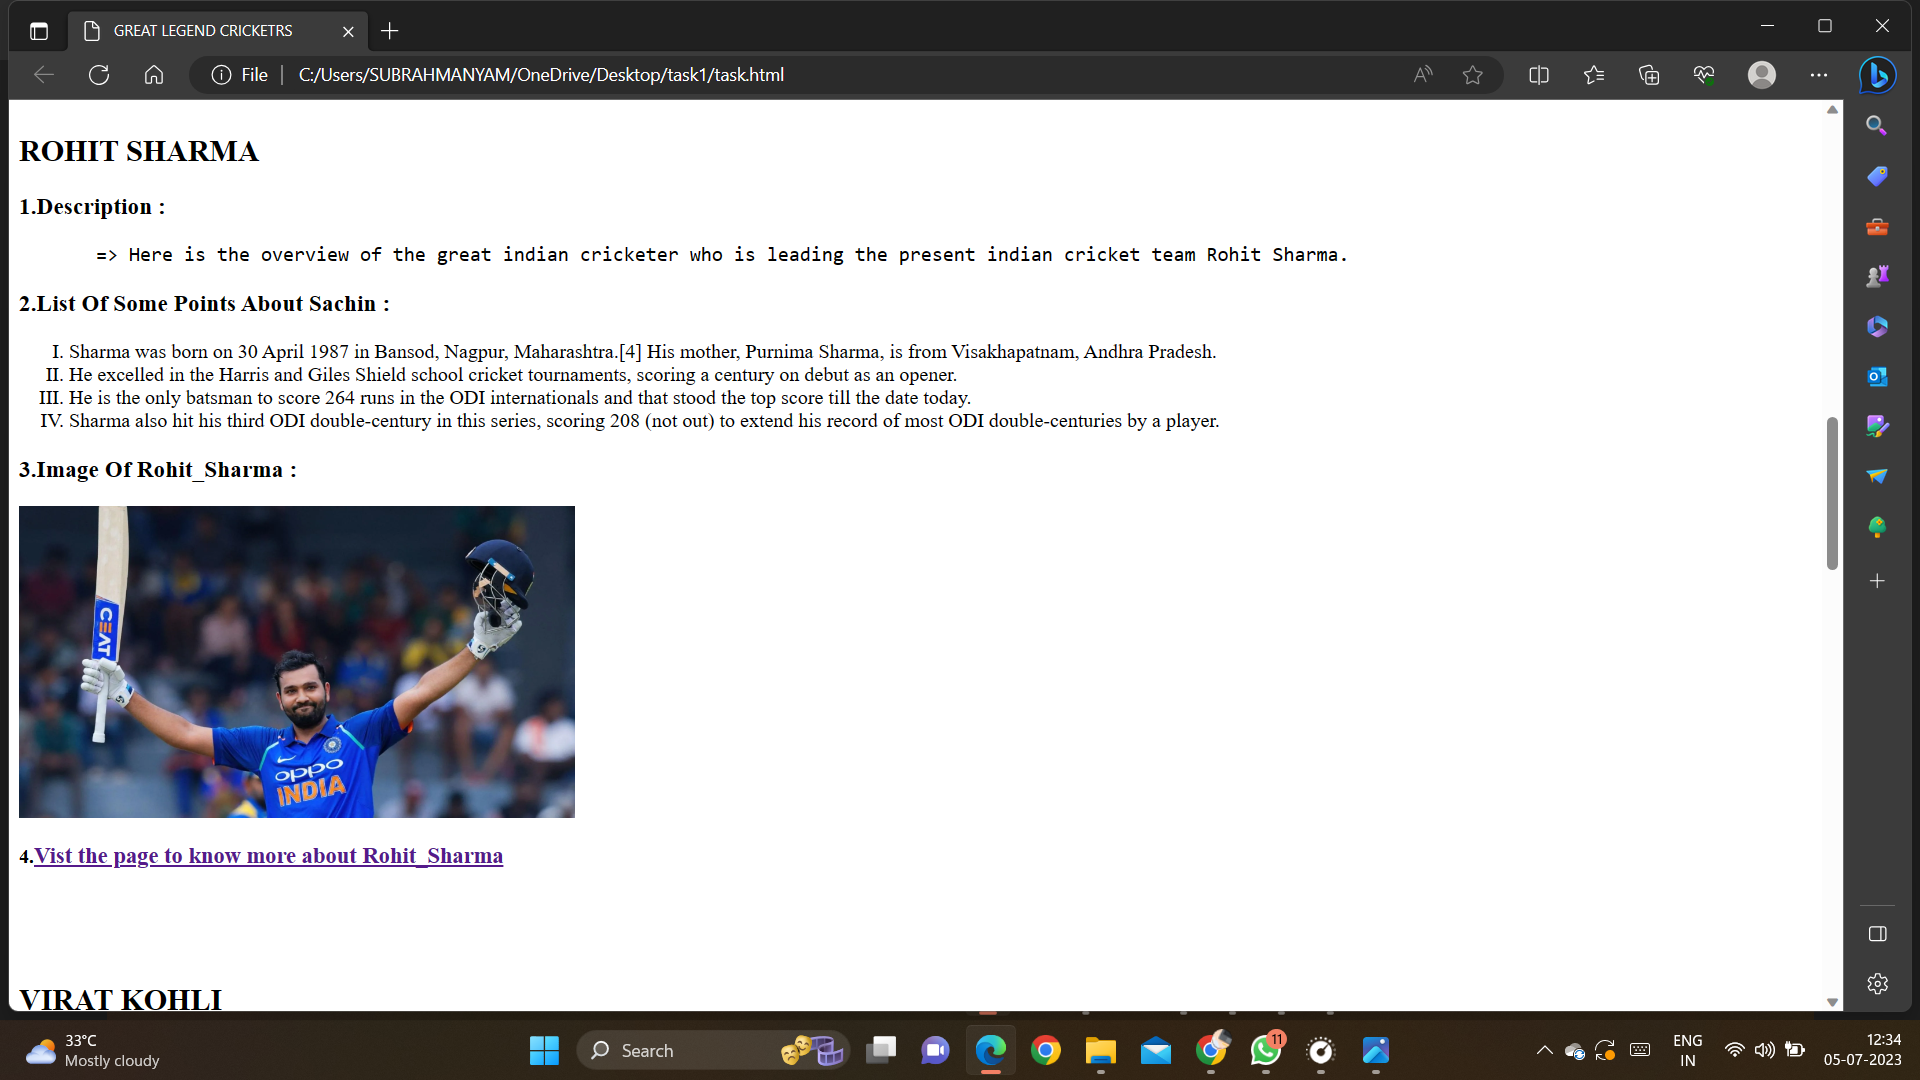 GREAT LEGEND CRICKETRS
File
C:/Users/SUBRAHMANYAM/OneDrive/Desktop/task1/task.html
ROHIT SHARMA
1.Description :
=> Here is the overview of the great indian cricketer who is leading the present indian cricket team Rohit Sharma.
2.List Of Some Points About Sachin :
I. Sharma was born on 30 April 1987 in Bansod, Nagpur, Maharashtra.[4] His mother, Purnima Sharma, is from Visakhapatnam, Andhra Pradesh.
II. He excelled in the Harris and Giles Shield school cricket tournaments, scoring a century on debut as an opener.
III. He is the only batsman to score 264 runs in the ODI internationals and that stood the top score till the date today.
IV. Sharma also hit his third ODI double-century in this series, scoring 208 (not out) to extend his record of most ODI double-centuries by a player.
3.Image Of Rohit_Sharma :
CEAT
oppo
INDIA
4.Vist the page to know more about Rohit_Sharma
VIRAT KOHLI
33°C
Mostly cloudy
Search
11
ENG
IN
12:34
05-07-2023